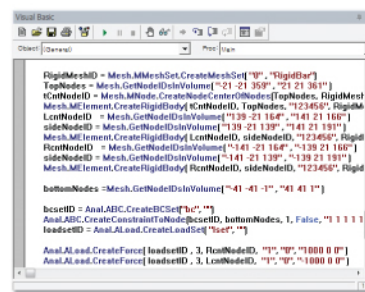 Visual Basic
Object: (General) Proc: Main
RigidMeshID = Mesh.MMeshSet.CreateMeshSet("0", "RigidBar")
TopNodes = Mesh.GetNodeIDsInVolume("-21 -21 359", "21 21 361")
tCntNodeID = Mesh.MNode.CreateNodeCenterOfNodes(TopNodes, RigidMesh
Mesh.MElement.CreateRigidBody( tCntNodeID, TopNodes, "123456", RigidM
LcntNodeID = Mesh.GetNodeIDsInVolume("139 -21 164", "141 21 166")
sideNodeID = Mesh.GetNodeIDsInVolume("139 -21 139", "141 21 191")
Mesh.MElement.CreateRigidBody( LcntNodeID, sideNodeID, "123456", Rigid
RcntNodeID = Mesh.GetNodeIDsInVolume("-141 -21 164", "-139 21 166")
sideNodeID = Mesh.GetNodeIDsInVolume("-141 -21 139", "-139 21 191")
Mesh.MElement.CreateRigidBody( RcntNodeID, sideNodeID, "123456", Rigid
bottomNodes =Mesh.GetNodeIDsInVolume("-41 -41 -1", "41 41 1")
bcsetID = Anal.ABC.CreateBCSet("bc", "")
Anal.ABC.CreateConstraintToNode(bcsetID, bottomNodes, 1, False, "1 1 1 1
loadsetID = Anal.ALoad.CreateLoadSet( "lset", "")
Anal.ALoad.CreateForce( loadsetID , 3, RcntNodeID, "1", "0", "1000 0 0")
Anal.ALoad.CreateForce( loadsetID , 3, LcntNodeID, "1", "0", "-1000 0 0")